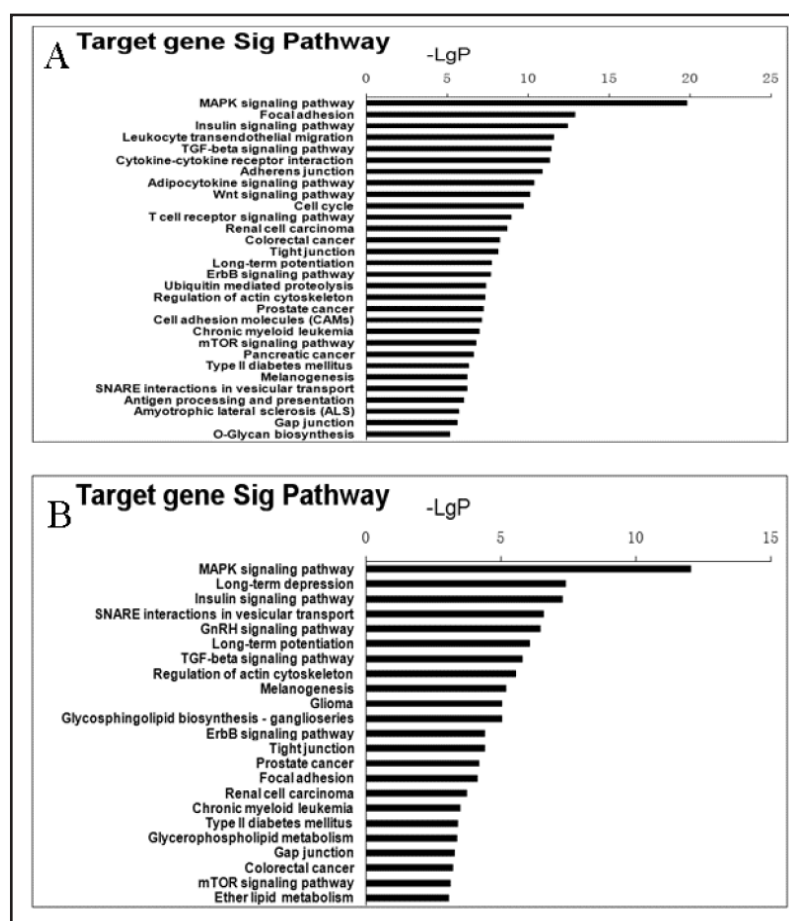 A Target gene Sig Pathway
-LgP
0 5 10 15 20 25
MAPK signaling pathway
Focal adhesion
Insulin signaling pathway
Leukocyte transendothelial migration
TGF-beta signaling pathway
Cytokine-cytokine receptor interaction
Adherens junction
Adipocytokine signaling pathway
Wnt signaling pathway
Cell cycle
T cell receptor signaling pathway
Renal cell carcinoma
Colorectal cancer
Tight junction
Long-term potentiation
ErbB signaling pathway
Ubiquitin mediated proteolysis
Regulation of actin cytoskeleton
Prostate cancer
Cell adhesion molecules (CAMs)
Chronic myeloid leukemia
mTOR signaling pathway
Pancreatic cancer
Type II diabetes mellitus
Melanogenesis
SNARE interactions in vesicular transport
Antigen processing and presentation
Amyotrophic lateral sclerosis (ALS)
Gap junction
O-Glycan biosynthesis
B Target gene Sig Pathway
-LgP
0 5 10 15
MAPK signaling pathway
Long-term depression
Insulin signaling pathway
SNARE interactions in vesicular transport
GnRH signaling pathway
Long-term potentiation
TGF-beta signaling pathway
Regulation of actin cytoskeleton
Melanogenesis
Glioma
Glycosphingolipid biosynthesis - ganglioseries
ErbB signaling pathway
Tight junction
Prostate cancer
Focal adhesion
Renal cell carcinoma
Chronic myeloid leukemia
Type II diabetes mellitus
Glycerophospholipid metabolism
Gap junction
Colorectal cancer
mTOR signaling pathway
Ether lipid metabolism